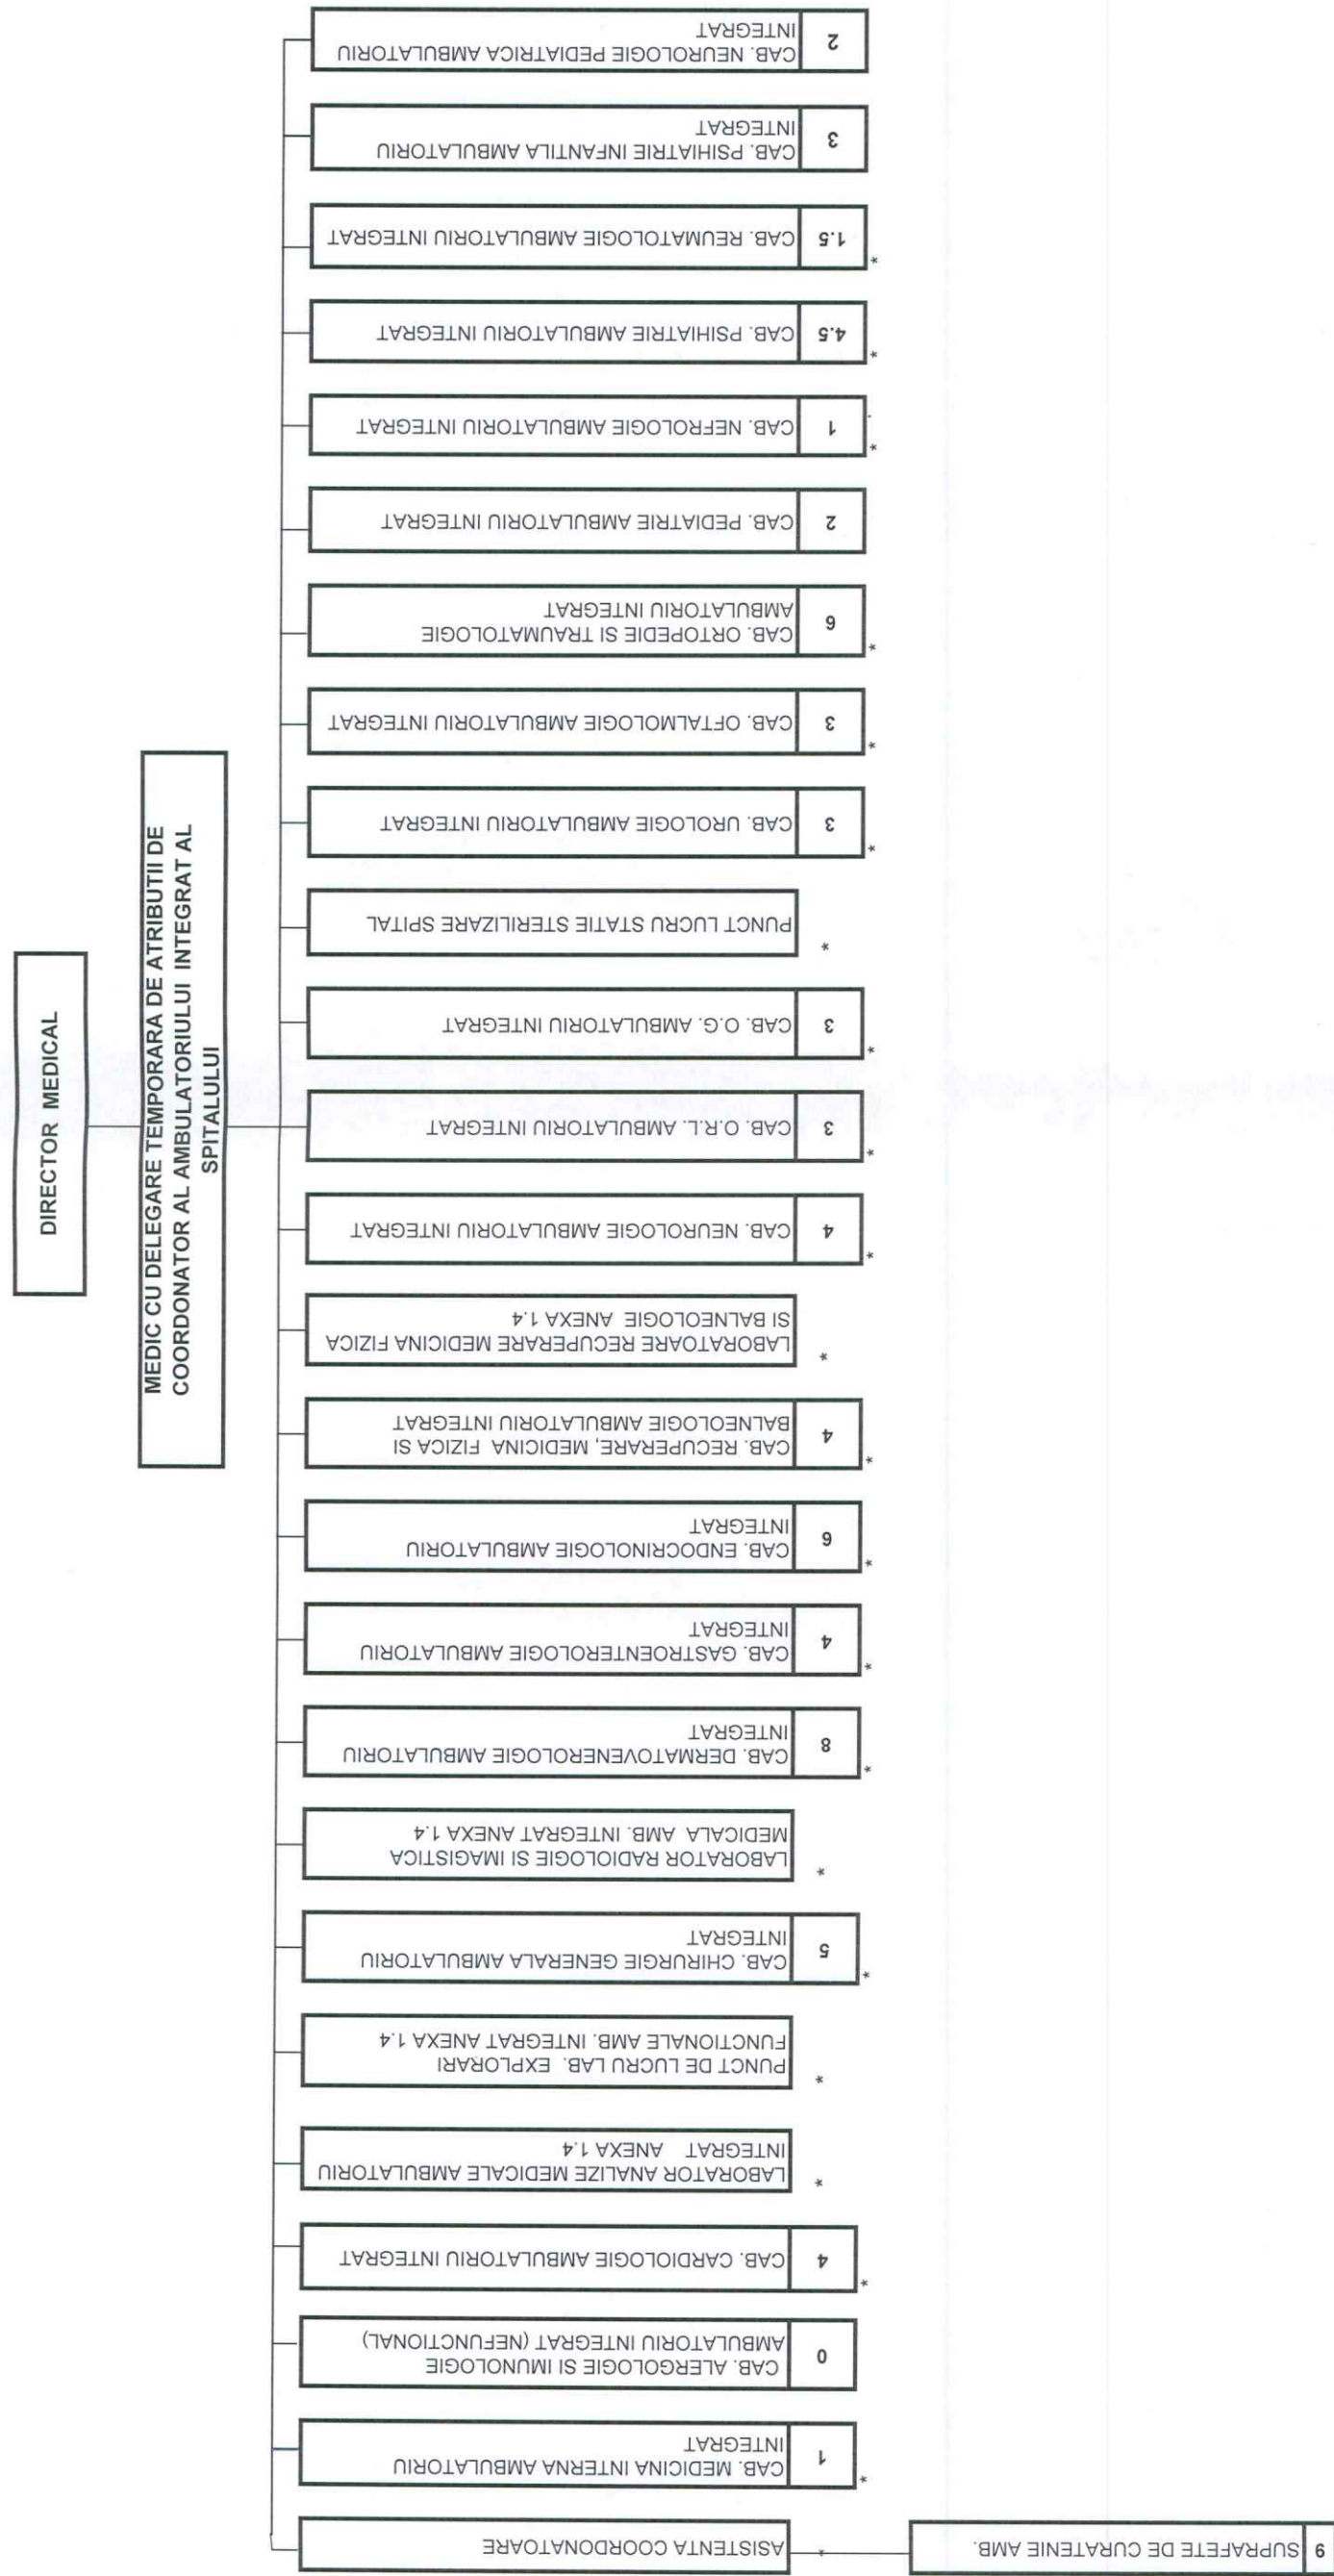 DIRECTOR MEDICAL
MEDIC CU DELEGARE TEMPORARA DE ATRIBUTII DE
COORDONATOR AL AMBULATORIULUI INTEGRAT AL
SPITALULUI
ASISTENTA COORDONATOARE
*
SUPRAFETE DE CURATENIE AMB.
9
CAB. MEDICINA INTERNA AMBULATORIU
INTEGRAT
1
*
CAB. ALERGOLOGIE SI IMUNOLOGIE
AMBULATORIU INTEGRAT (NEFUNCTIONAL)
0
CAB. CARDIOLOGIE AMBULATORIU INTEGRAT
4
*
LABORATOR ANALIZE MEDICALE AMBULATORIU
INTEGRAT ANEXA 1.4
*
PUNCT DE LUCRU LAB. EXPLORARI
FUNCTIONALE AMB. INTEGRAT ANEXA 1.4
*
CAB. CHIRURGIE GENERALA AMBULATORIU
INTEGRAT
5
*
LABORATOR RADIOLOGIE SI IMAGISTICA
MEDICALA AMB. INTEGRAT ANEXA 1.4
*
CAB. DERMATOVENEROLOGIE AMBULATORIU
INTEGRAT
8
*
CAB. GASTROENTEROLOGIE AMBULATORIU
INTEGRAT
4
*
CAB. ENDOCRINOLOGIE AMBULATORIU
INTEGRAT
6
*
CAB. RECUPERARE, MEDICINA FIZICA SI
BALNEOLOGIE AMBULATORIU INTEGRAT
4
*
LABORATOARE RECUPERARE MEDICINA FIZICA
SI BALNEOLOGIE ANEXA 1.4
*
CAB. NEUROLOGIE AMBULATORIU INTEGRAT
4
*
CAB. O.R.L. AMBULATORIU INTEGRAT
3
*
CAB. O.G. AMBULATORIU INTEGRAT
3
*
PUNCT LUCRU STATIE STERILIZARE SPITAL
*
CAB. UROLOGIE AMBULATORIU INTEGRAT
3
*
CAB. OFTALMOLOGIE AMBULATORIU INTEGRAT
3
*
CAB. ORTOPEDIE SI TRAUMATOLOGIE
AMBULATORIU INTEGRAT
6
*
CAB. PEDIATRIE AMBULATORIU INTEGRAT
2
CAB. NEFROLOGIE AMBULATORIU INTEGRAT
1
*
CAB. PSIHIATRIE AMBULATORIU INTEGRAT
4.5
*
CAB. REUMATOLOGIE AMBULATORIU INTEGRAT
1.5
*
CAB. PSIHIATRIE INFANTILA AMBULATORIU
INTEGRAT
3
CAB. NEUROLOGIE PEDIATRICA AMBULATORIU
INTEGRAT
2